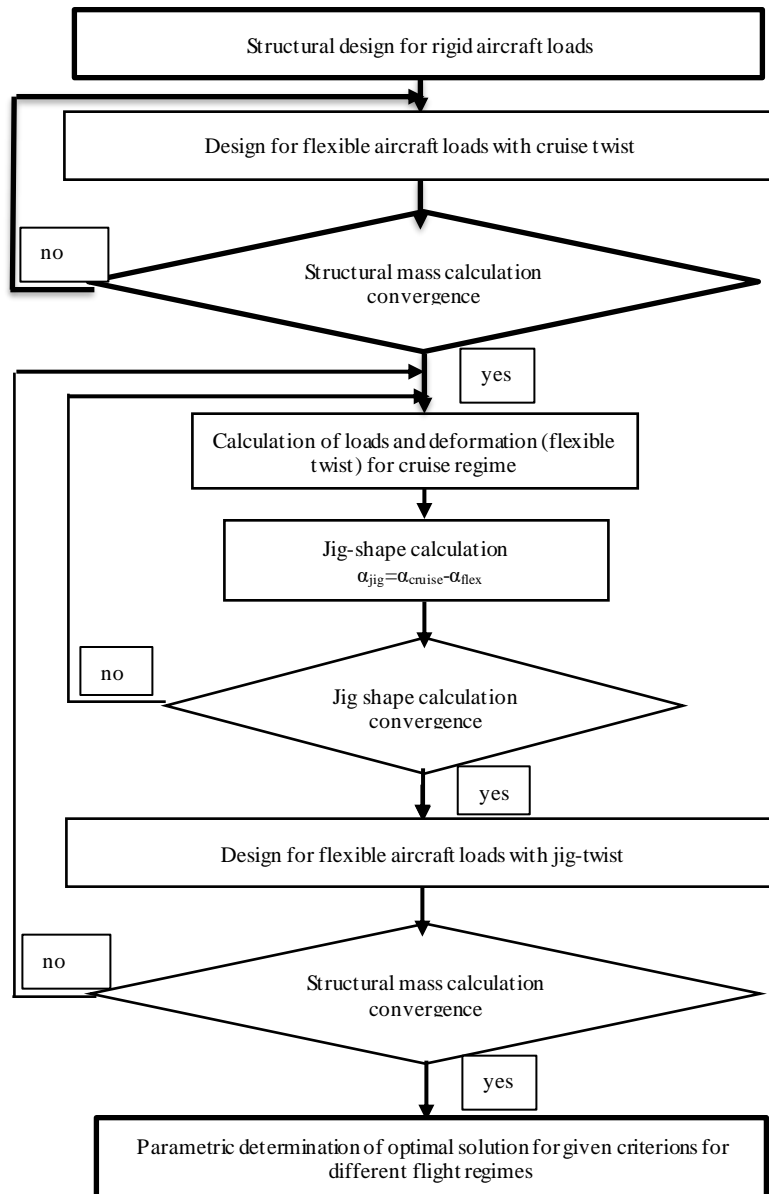 Structural design for rigid aircraft loads
Design for flexible aircraft loads with cruise twist
no
Structural mass calculation
convergence
yes
Calculation of loads and deformation (flexible
twist) for cruise regime
Jig-shape calculation
αjig=αcruise-αflex
no
Jig shape calculation
convergence
yes
Design for flexible aircraft loads with jig-twist
no
Structural mass calculation
convergence
yes
Parametric determination of optimal solution for given criterions for
different flight regimes